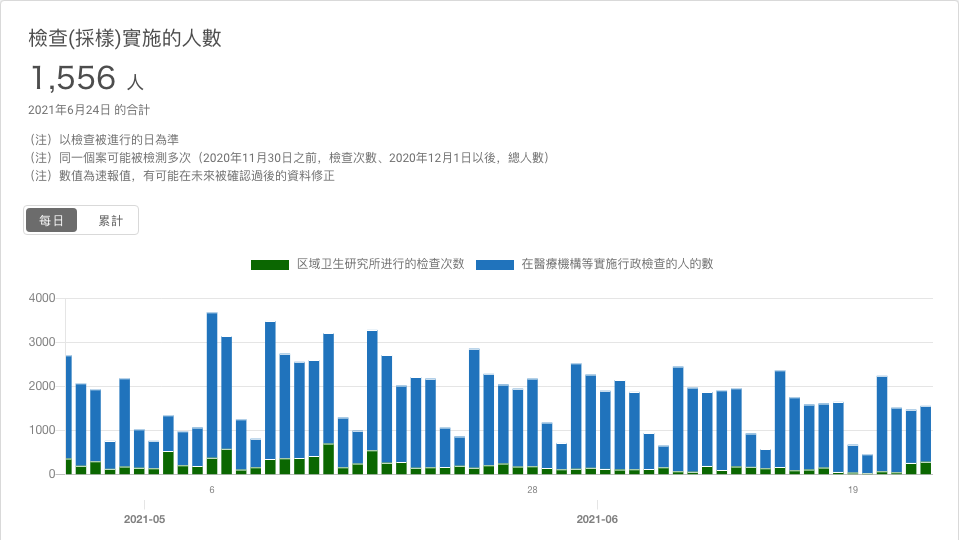 檢查(採樣)實施的人數
1,556 人
2021年6月24日 的合計
（注）以檢查被進行的日為準
（注）同一個案可能被檢測多次（2020年11月30日之前，檢查次數、2020年12月1日以後，總人數）
（注）數值為速報值，有可能在未來被確認過後的資料修正
每日 累計
区域卫生研究所进行的检查次数 在醫療機構等實施行政檢查的人的數
4000
3000
2000
1000
0
6 28 19
2021-05 2021-06